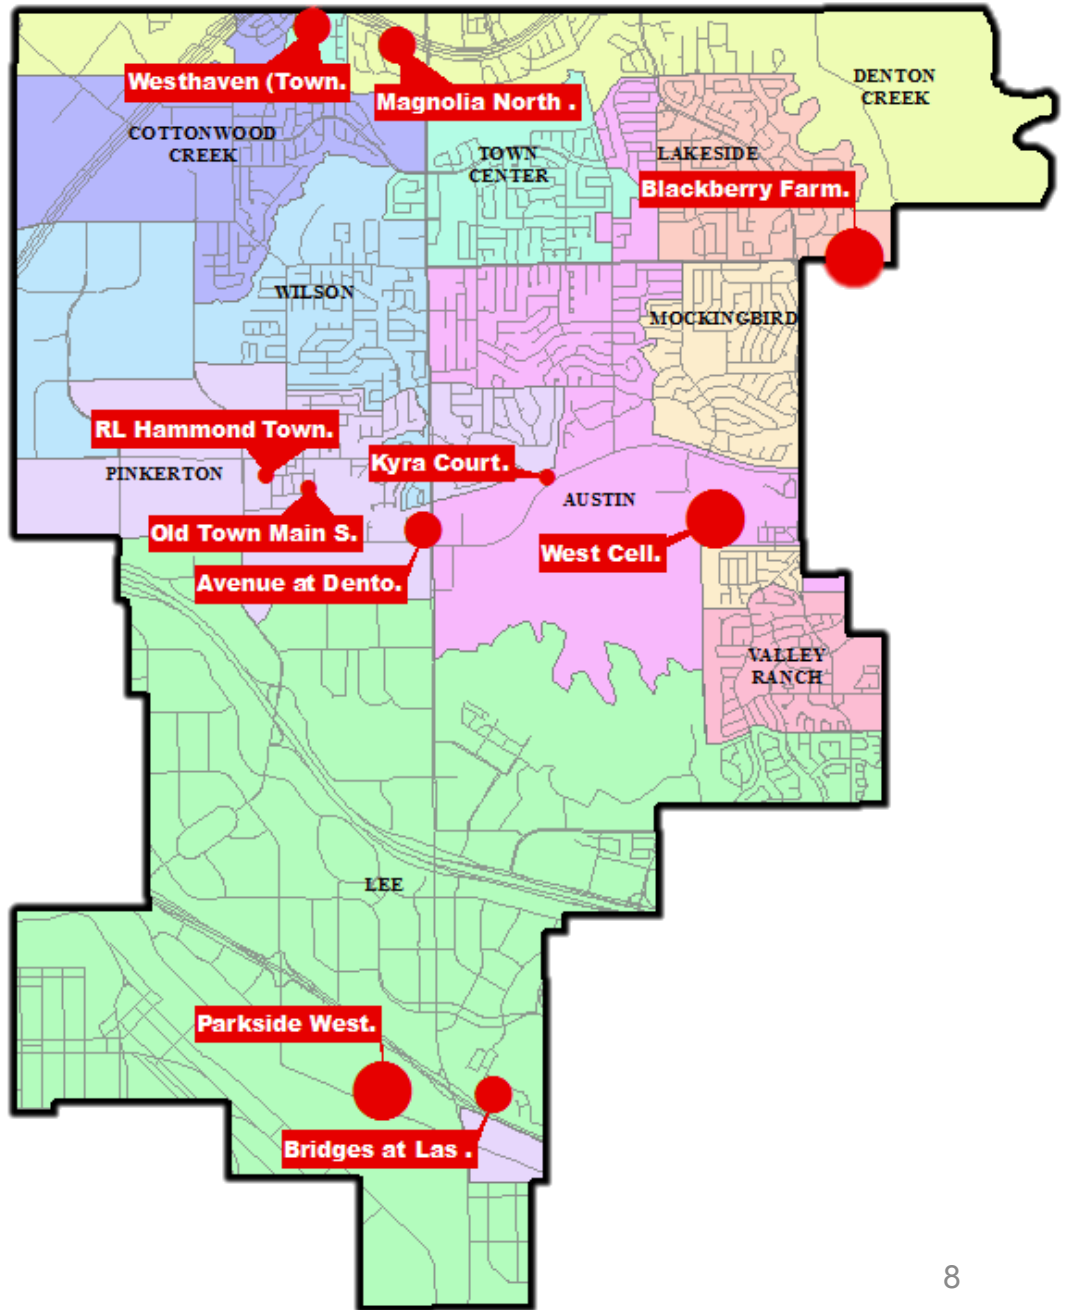 Westhaven (Town.
Magnolia North .
DENTON
CREEK
COTTONWOOD
CREEK
TOWN
CENTER
LAKESIDE
Blackberry Farm.
WILSON
MOCKINGBIRD
RL Hammond Town.
Kyra Court.
PINKERTON
AUSTIN
Old Town Main S.
West Cell.
Avenue at Dento.
VALLEY
RANCH
LEE
Parkside West.
Bridges at Las .
8